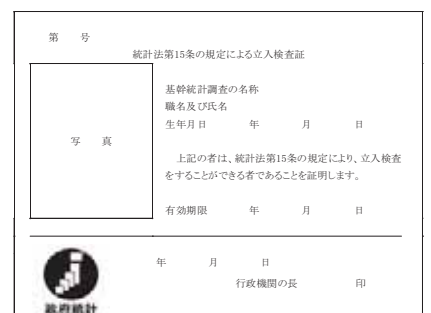 第　号
統計法第15条の規定による立入検査証
基幹統計調査の名称
職名及び氏名
生年月日　年　月　日
写　真
上記の者は、統計法第15条の規定により、立入検査
をすることができる者であることを証明します。
有効期限　年　月　日
年　月　日
行政機関の長　印
政府統計